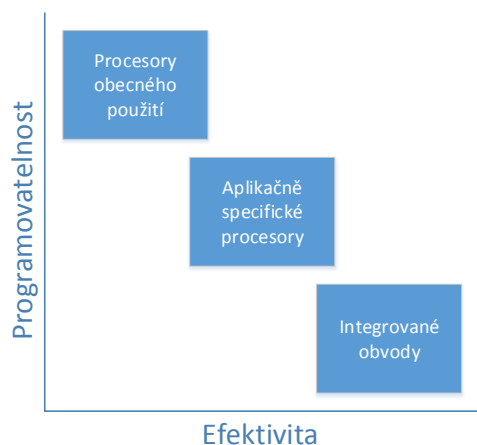 Programovatelnost
Procesory
obecného
použití
Aplikačně
specifické
procesory
Integrované
obvody
Efektivita